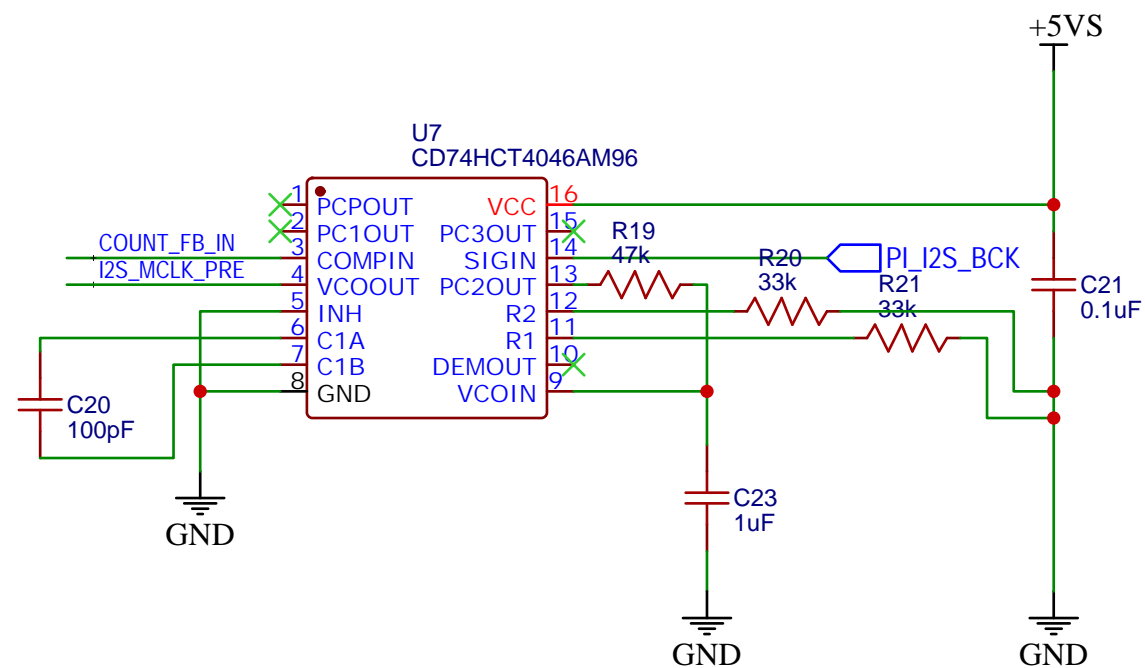 +5VS
U7
CD74HCT4046AM96
1 PCPOUT VCC 16
2 PC1OUT PC3OUT 15
COUNT_FB_IN 3 COMPIN SIGIN 14 PI_I2S_BCK
I2S_MCLK_PRE 4 VCOOUT PC2OUT 13
5 INH R2 12
6 C1A R1 11
7 C1B DEMOUT 10
8 GND VCOIN 9
R19
47k
R20
33k
R21
33k
C21
0.1uF
C20
100pF
C23
1uF
GND
GND
GND